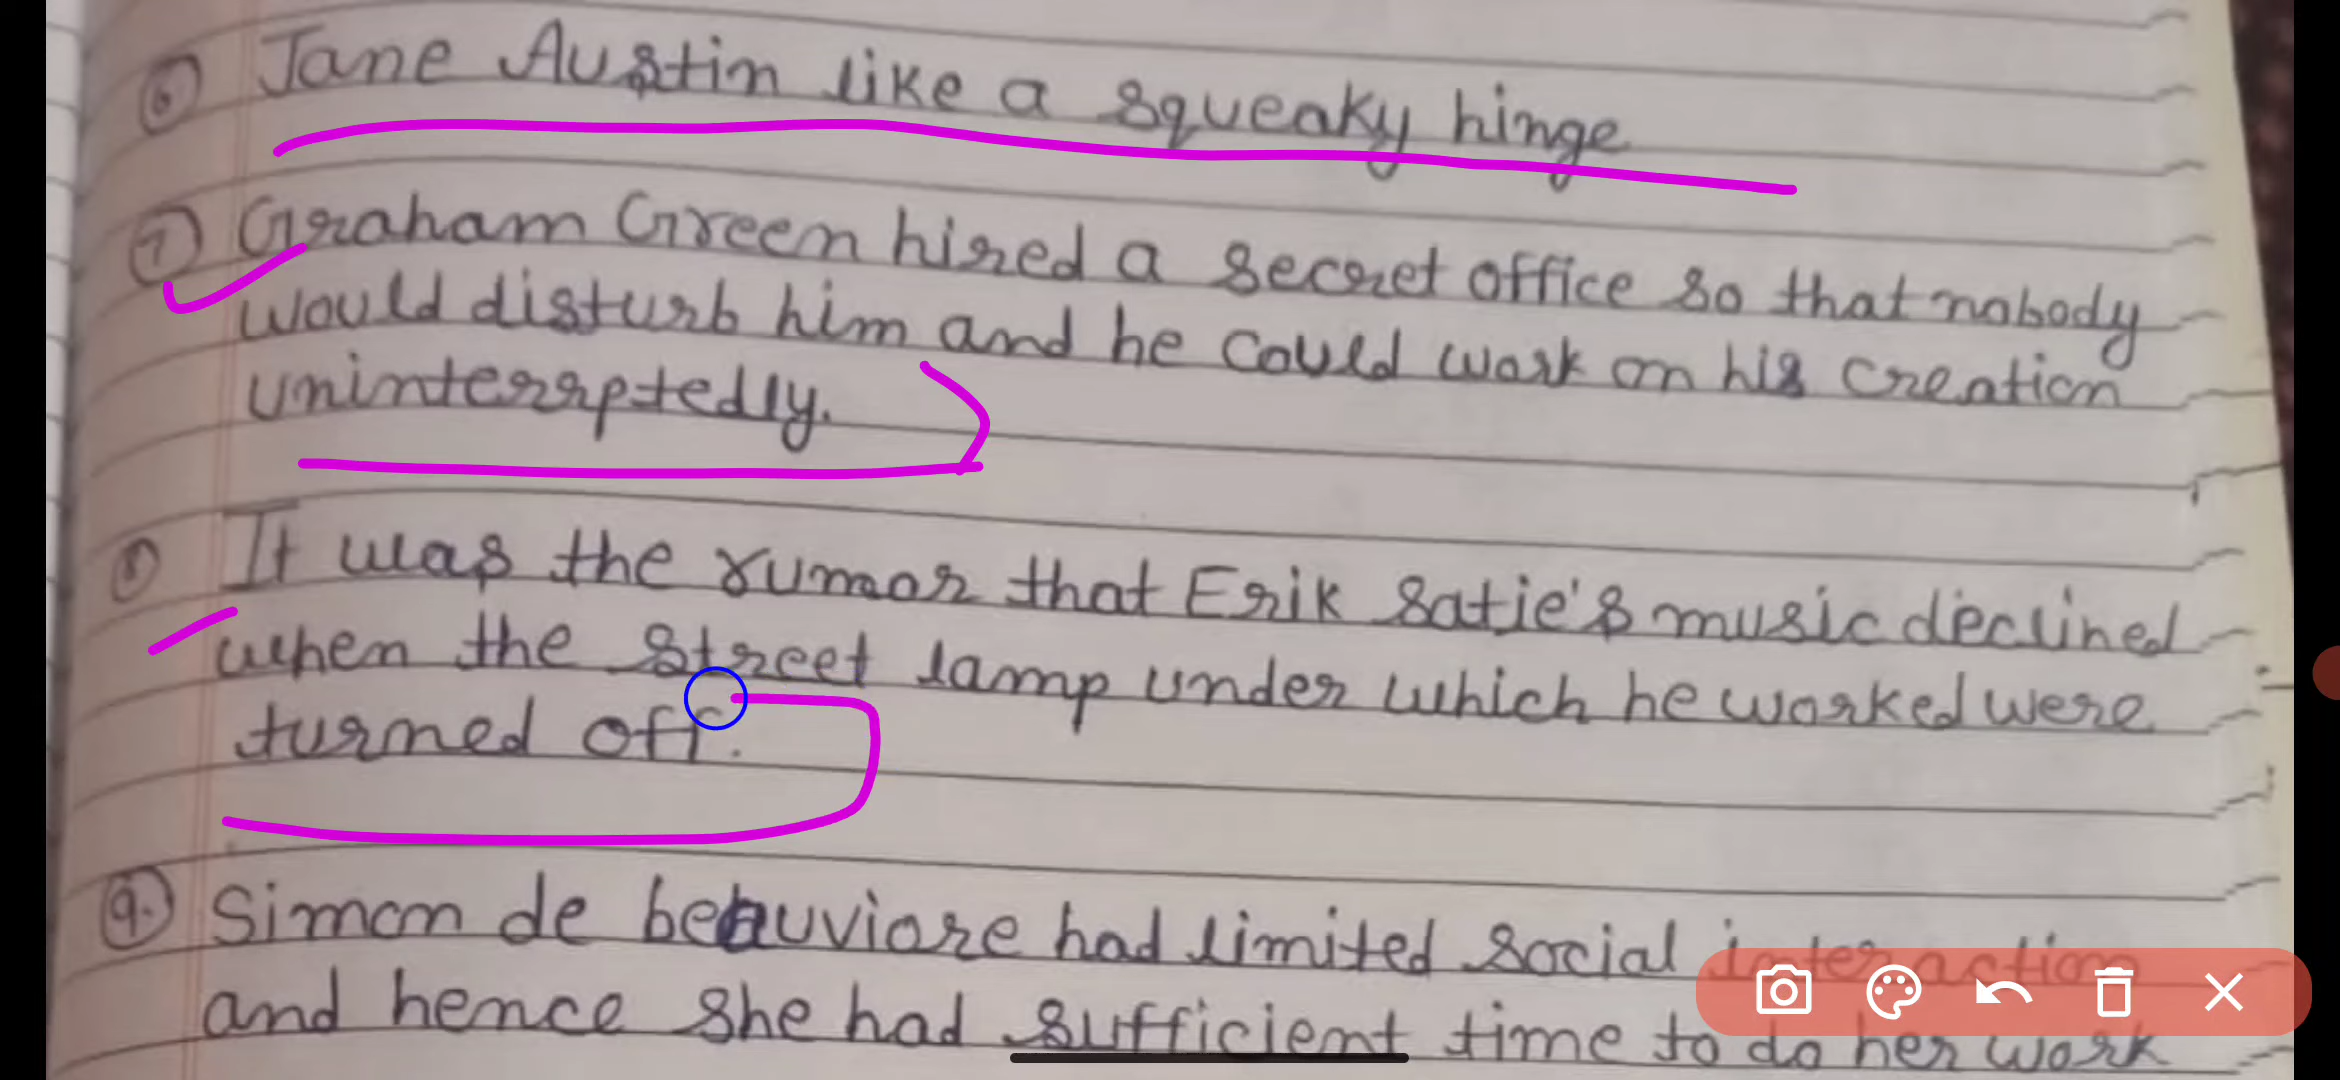 6 Jane Austin like a squeaky hinge
7 Graham Green hired a secret office so that nobody
would disturb him and he could work on his creation
uninterrptedly.
8 It was the rumor that Erik Satie's music declined
when the street lamp under which he worked were
turned off.
9. Simon de beauviore had limited social interaction
and hence she had sufficient time to do her work